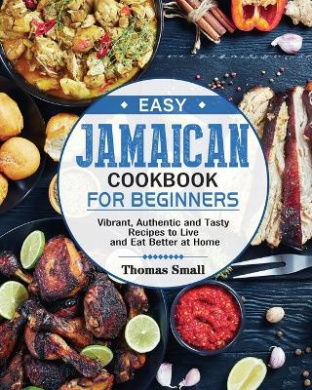 EASY
JAMAICAN
COOKBOOK
FOR BEGINNERS
Vibrant, Authentic and Tasty
Recipes to Live
and Eat Better at Home
Thomas Small